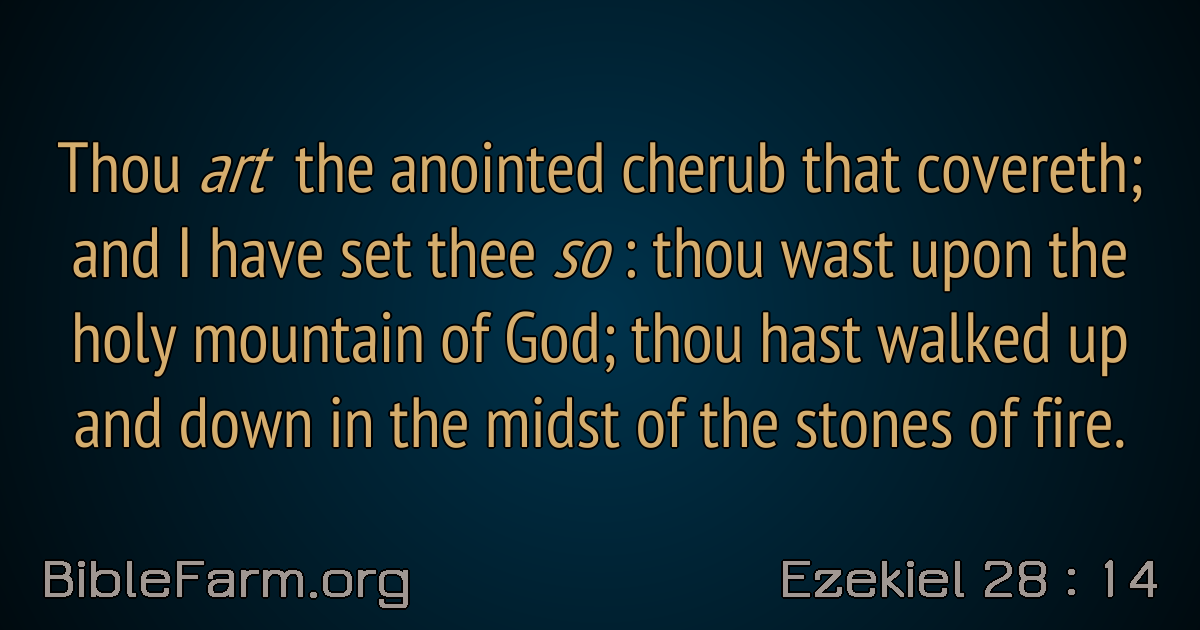 Thou art the anointed cherub that covereth;
and I have set thee so : thou wast upon the
holy mountain of God; thou hast walked up
and down in the midst of the stones of fire.
BibleFarm.org
Ezekiel 28 : 14